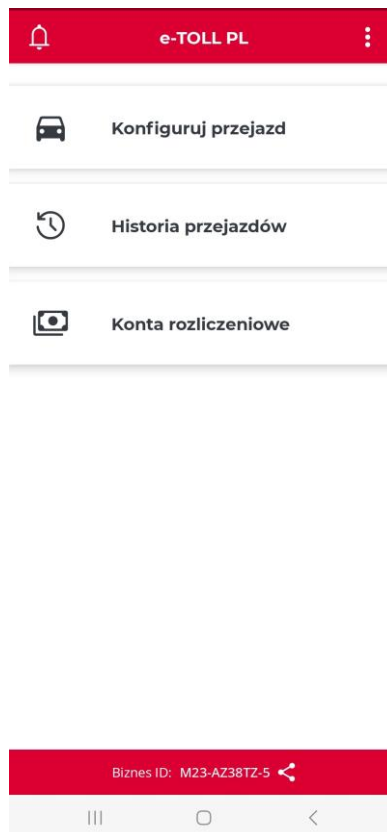 e-TOLL PL
Konfiguruj przejazd
Historia przejazdów
Konta rozliczeniowe
Biznes ID: M23-AZ38TZ-5